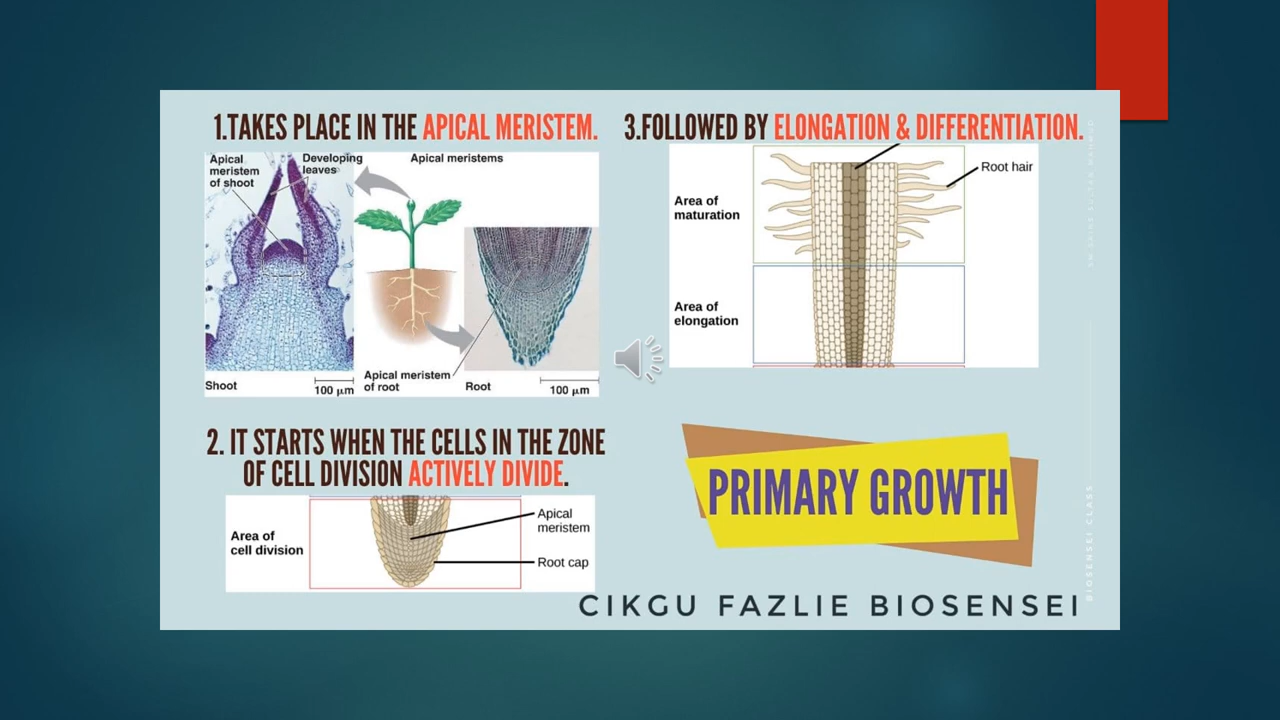 1.TAKES PLACE IN THE APICAL MERISTEM.
Apical
meristem
of shoot
Developing
leaves
Apical meristems
Shoot
100 μm
Apical meristem
of root
Root
100 μm
2. IT STARTS WHEN THE CELLS IN THE ZONE
OF CELL DIVISION ACTIVELY DIVIDE.
Area of
cell division
Apical
meristem
Root cap
3.FOLLOWED BY ELONGATION & DIFFERENTIATION.
Area of
maturation
Root hair
Area of
elongation
PRIMARY GROWTH
CIKGU FAZLIE BIOSENSEI
BIOSENSEI CLASS